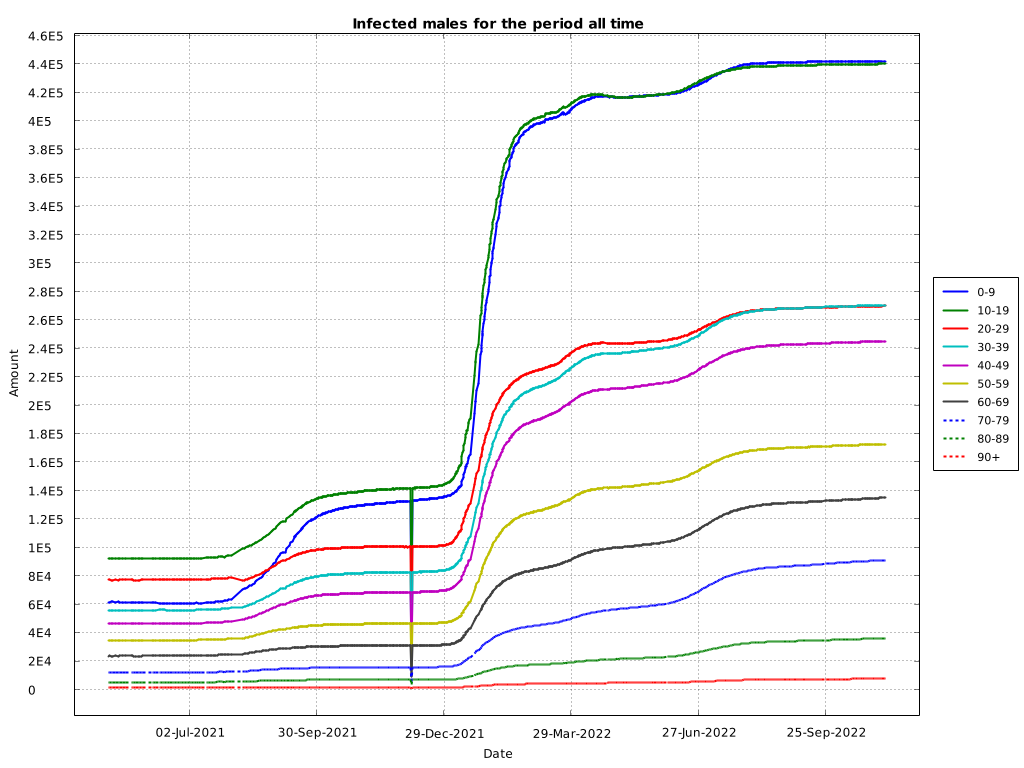 Infected males for the period all time
4.6E5
4.4E5
4.2E5
4E5
3.8E5
3.6E5
3.4E5
3.2E5
3E5
2.8E5
2.6E5
2.4E5
2.2E5
2E5
1.8E5
1.6E5
1.4E5
1.2E5
1E5
8E4
6E4
4E4
2E4
0
Amount
02-Jul-2021
30-Sep-2021
29-Dec-2021
29-Mar-2022
27-Jun-2022
25-Sep-2022
Date
0-9
10-19
20-29
30-39
40-49
50-59
60-69
70-79
80-89
90+